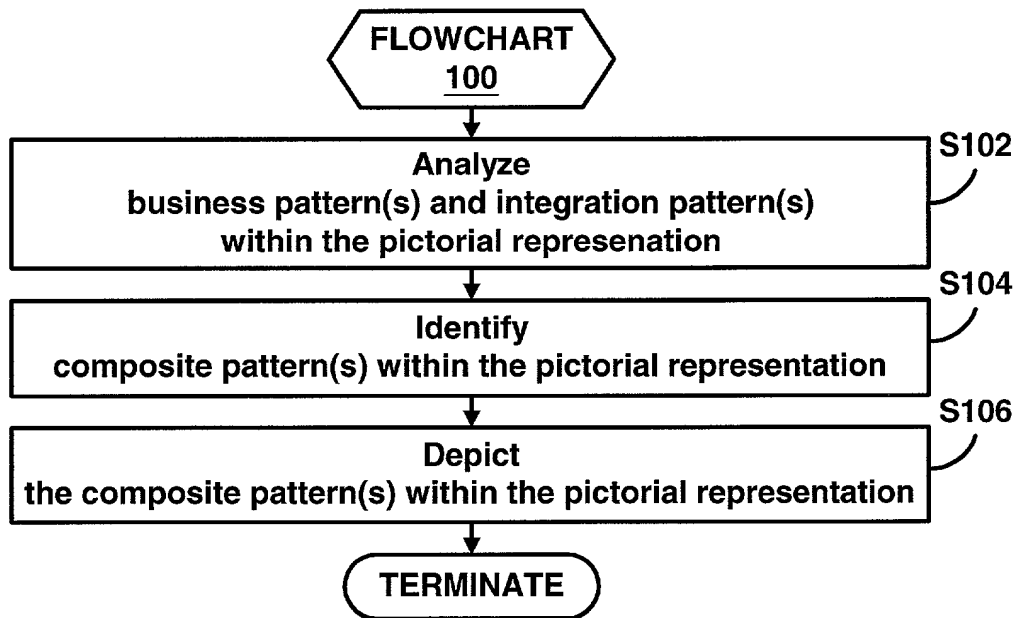 FLOWCHART
100
S102
Analyze
business pattern(s) and integration pattern(s)
within the pictorial represenation
S104
Identify
composite pattern(s) within the pictorial representation
S106
Depict
the composite pattern(s) within the pictorial representation
TERMINATE